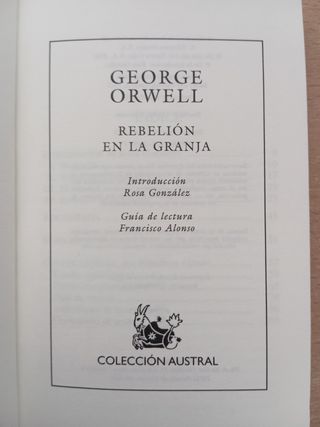 GEORGE
ORWELL
REBELIÓN
EN LA GRANJA
Introducción
Rosa González
Guía de lectura
Francisco Alonso
COLECCIÓN AUSTRAL